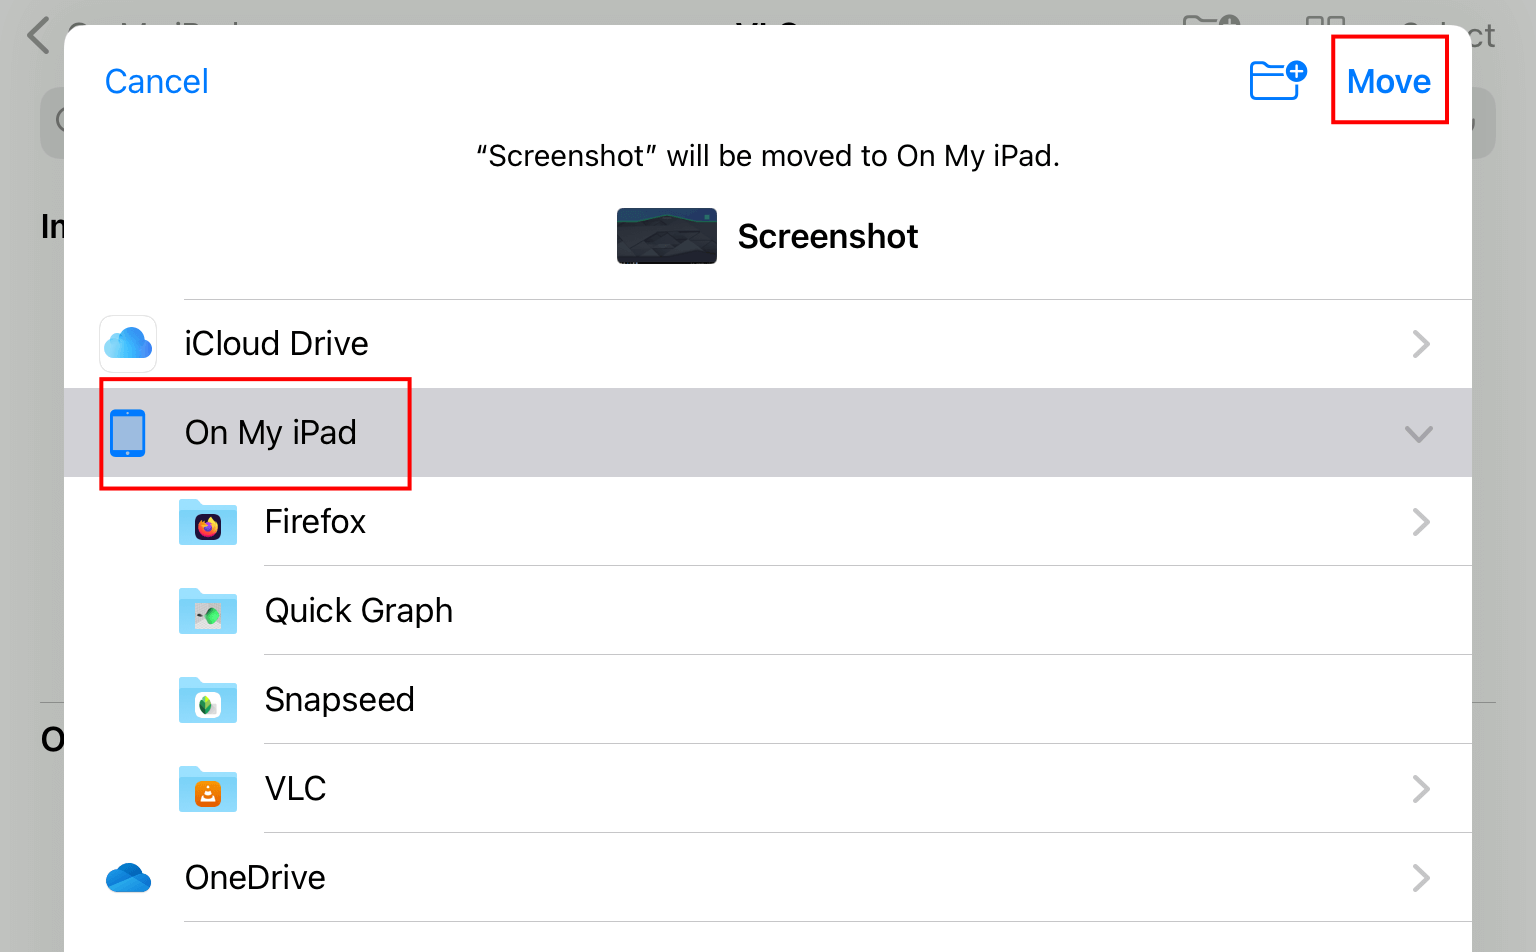 Cancel
Move
“Screenshot” will be moved to On My iPad.
Screenshot
iCloud Drive
On My iPad
Firefox
Quick Graph
Snapseed
VLC
OneDrive